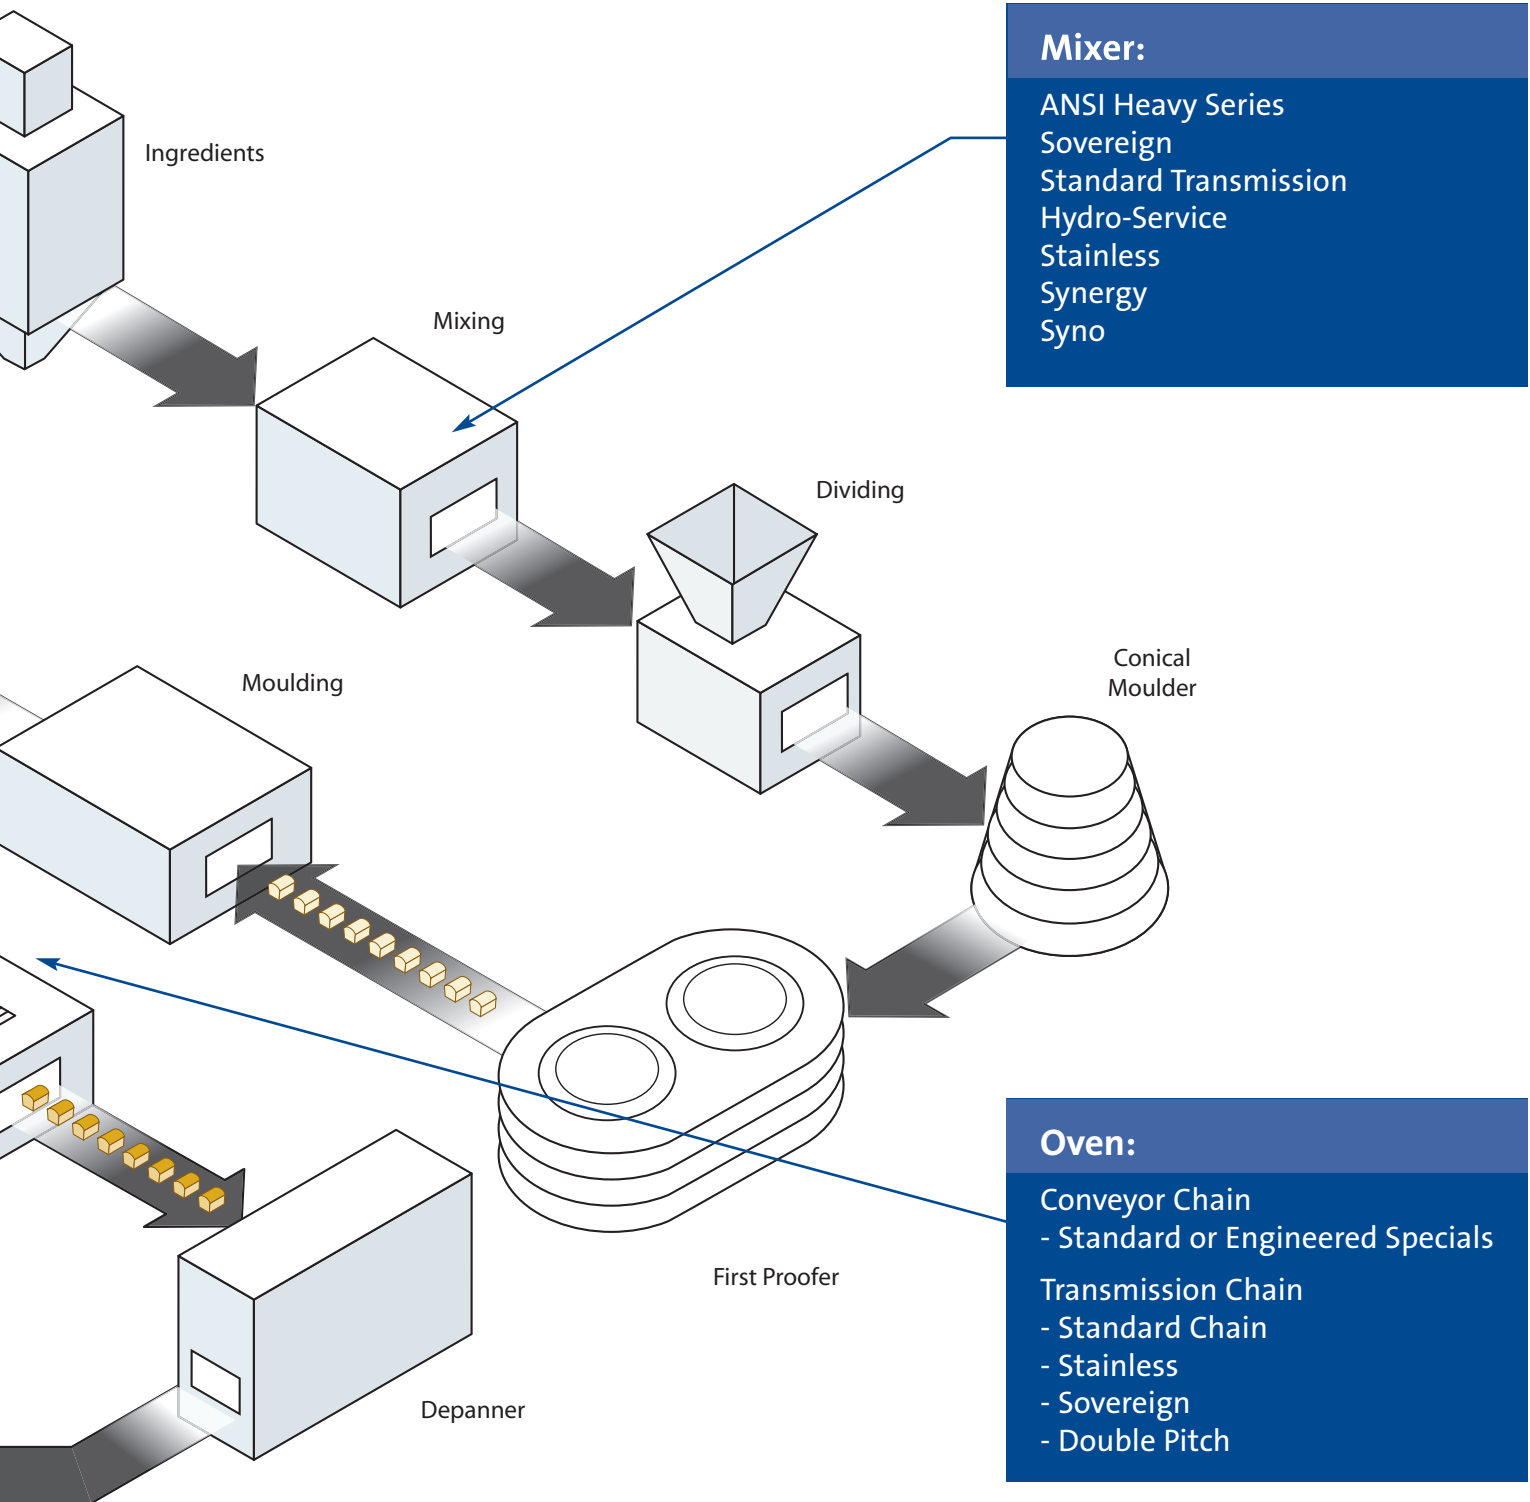 Mixer:
ANSI Heavy Series
Sovereign
Standard Transmission
Hydro-Service
Stainless
Synergy
Syno
Ingredients
Mixing
Dividing
Conical
Moulder
Moulding
First Proofer
Depanner
Oven:
Conveyor Chain
- Standard or Engineered Specials
Transmission Chain
- Standard Chain
- Stainless
- Sovereign
- Double Pitch